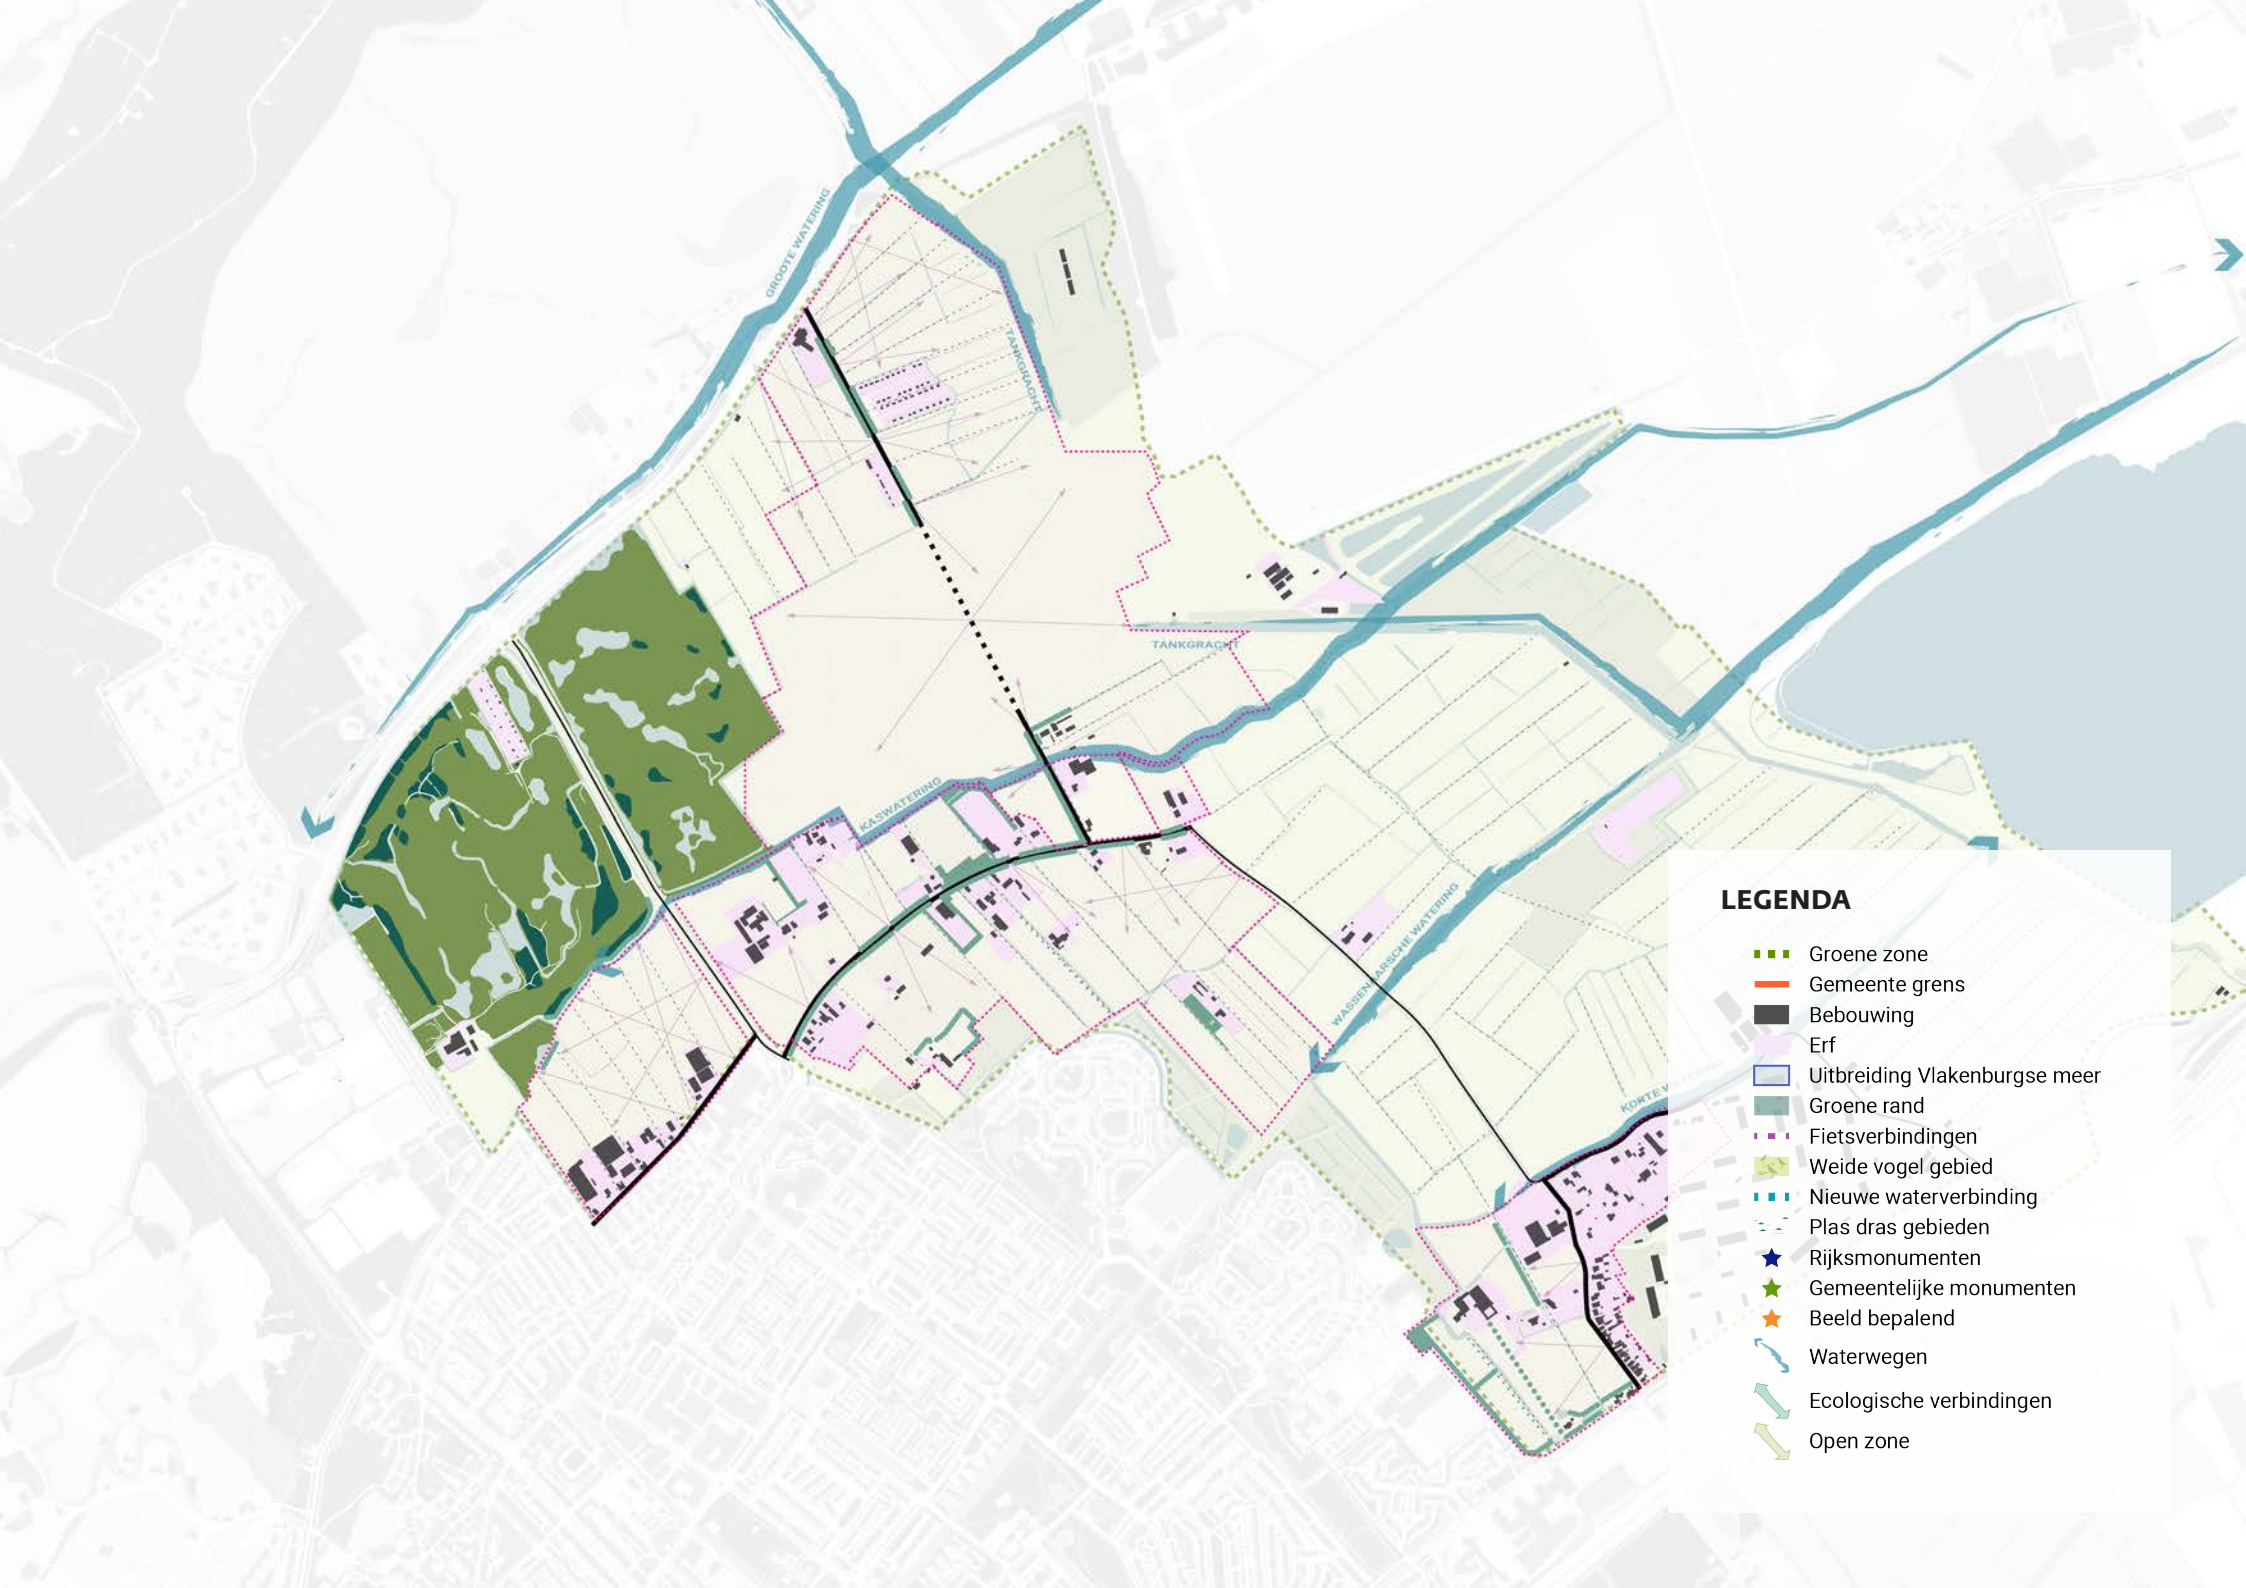 GROOTE WATERING
TANKGRACHT
TANKGRACHT
KASWATERING
WASSENAARSCHE WATERING
KORTE
LEGENDA
Groene zone
Gemeente grens
Bebouwing
Erf
Uitbreiding Vlakenburgse meer
Groene rand
Fietsverbindingen
Weide vogel gebied
Nieuwe waterverbinding
Plas dras gebieden
Rijksmonumenten
Gemeentelijke monumenten
Beeld bepalend
Waterwegen
Ecologische verbindingen
Open zone